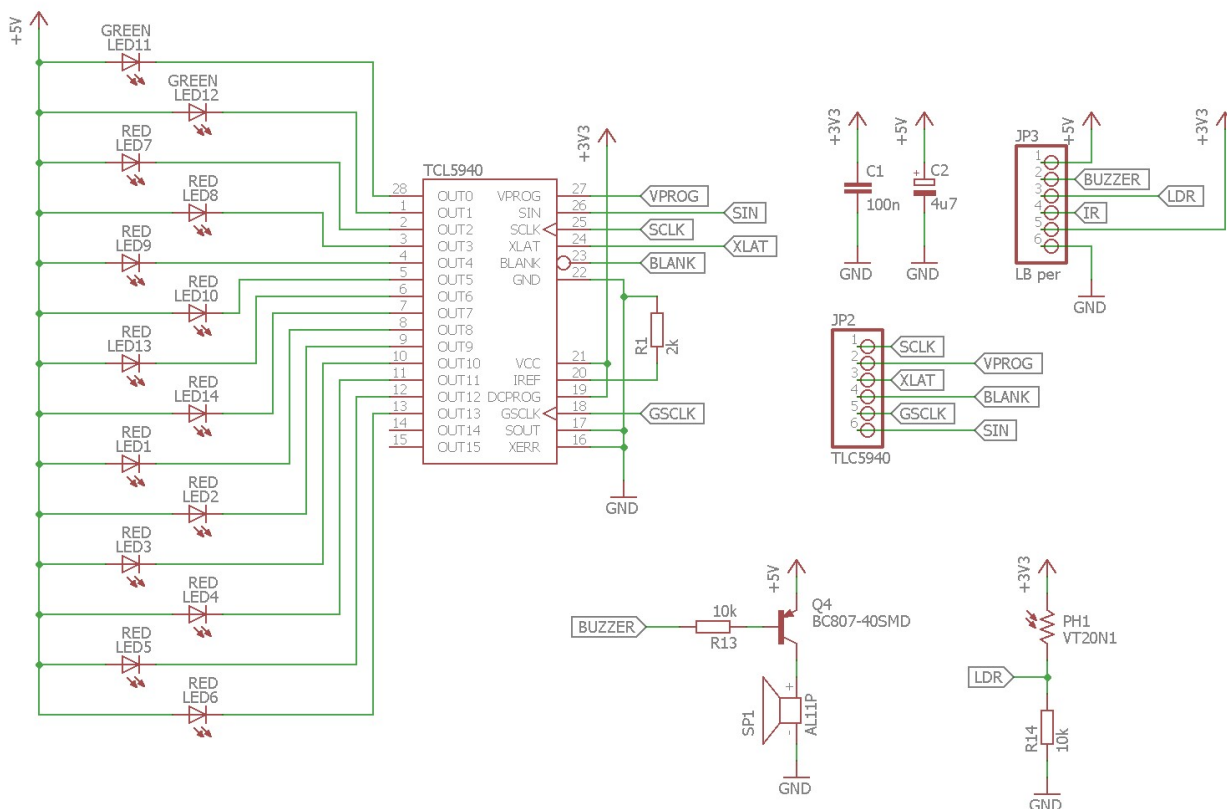 +5V
GREEN
LED11
GREEN
LED12
RED
LED7
RED
LED8
RED
LED9
RED
LED10
RED
LED13
RED
LED14
RED
LED1
RED
LED2
RED
LED3
RED
LED4
RED
LED5
RED
LED6
TCL5940
28 OUT0 VPROG 27 VPROG
1 OUT1 SIN 26 SIN
2 OUT2 SCLK 25 SCLK
3 OUT3 XLAT 24 XLAT
4 OUT4 BLANK 23 BLANK
5 OUT5 GND 22
6 OUT6
7 OUT7
8 OUT8
9 OUT9
10 OUT10 VCC 21
11 OUT11 IREF 20
12 OUT12 DCPROG 19
13 OUT13 GSCLK 18 GSCLK
14 OUT14 SOUT 17
15 OUT15 XERR 16
+3V3
R1
2k
GND
+3V3
C1
100n
GND
+5V
+
C2
4u7
GND
JP3
+5V
+3V3
1
2 BUZZER
3 LDR
4 IR
5
6
LB per
GND
JP2
1 SCLK
2 VPROG
3 XLAT
4 BLANK
5 GSCLK
6 SIN
TLC5940
+5V
BUZZER
10k
R13
Q4
BC807-40SMD
SP1
+
-
AL11P
GND
+3V3
PH1
VT20N1
LDR
R14
10k
GND